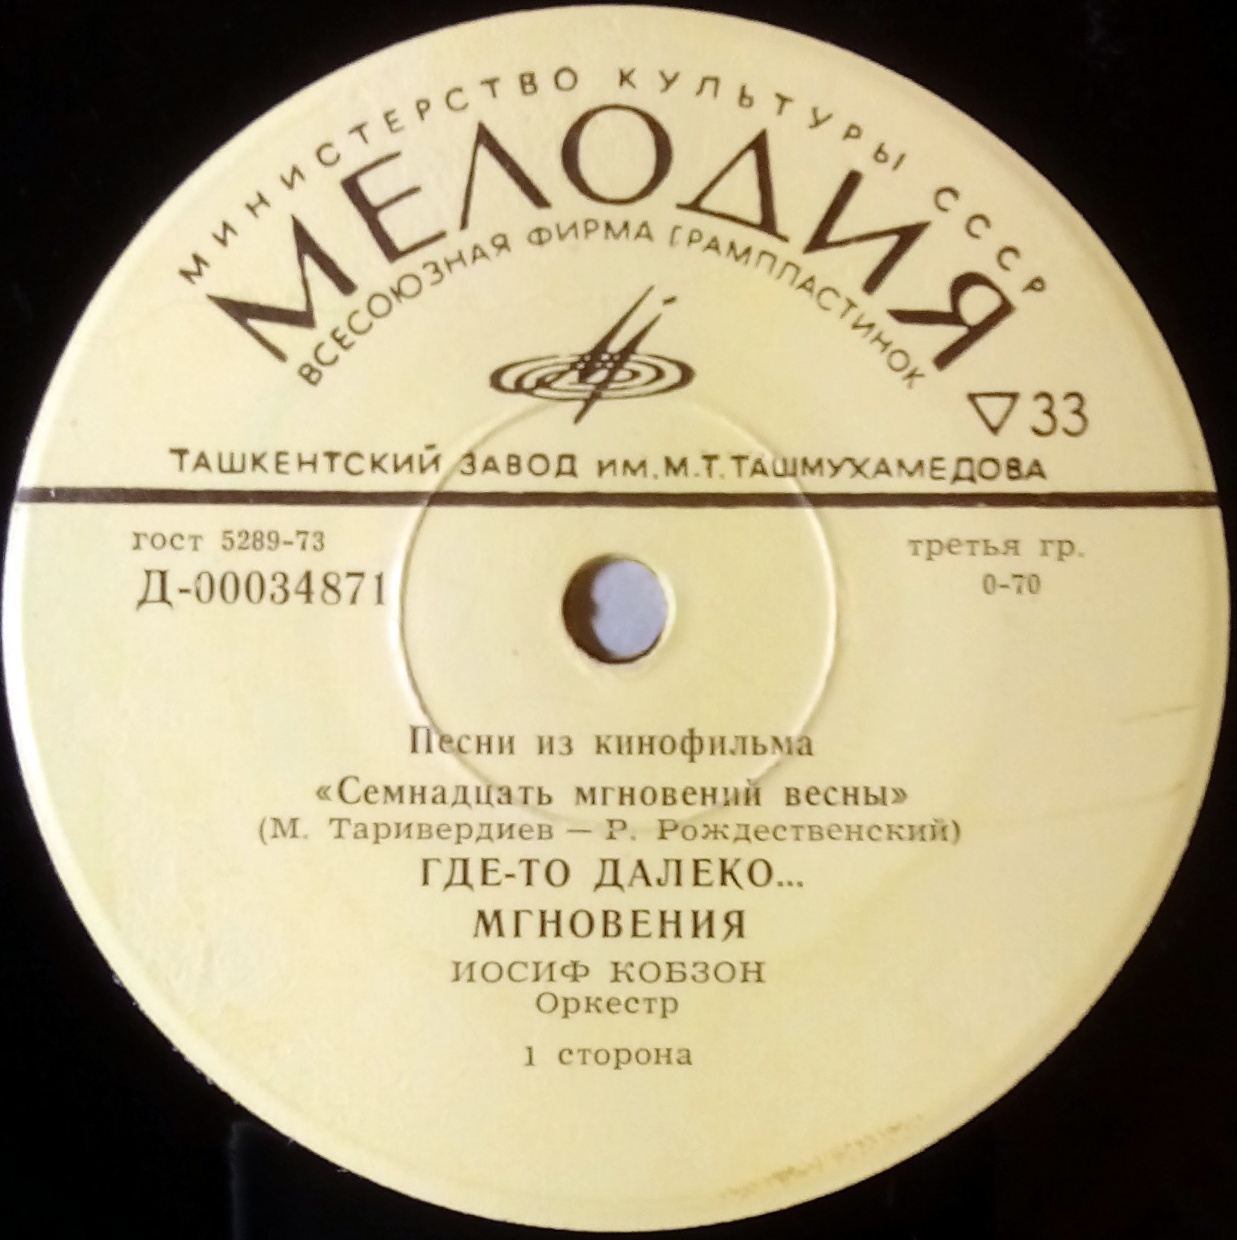 МИНИСТЕРСТВО КУЛЬТУРЫ СССР
МЕЛОДИЯ
ВСЕСОЮЗНАЯ ФИРМА ГРАМПЛАСТИНОК
▽33
ТАШКЕНТСКИЙ ЗАВОД ИМ.М.Т.ТАШМУХАМЕДОВА
гост 5289-73
третья гр.
Д-00034871
0-70
Песни из кинофильма
«Семнадцать мгновений весны»
(М. Таривердиев — Р. Рождественский)
ГДЕ-ТО ДАЛЕКО...
МГНОВЕНИЯ
ИОСИФ КОБЗОН
Оркестр
1 сторона